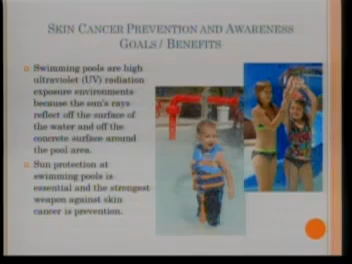 SKIN CANCER PREVENTION AND AWARENESS
GOALS / BENEFITS
Swimming pools are high
ultraviolet (UV) radiation
exposure environments
because the sun's rays
reflect off the surface of
the water and off the
concrete surface around
the pool area.
Sun protection at
swimming pools is
essential and the strongest
weapon against skin
cancer is prevention.